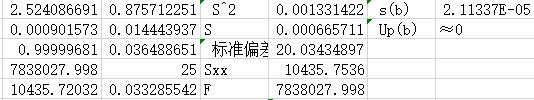 2.524086691 0.875712251 S^2 0.001331422 s(b) 2.11337E-05
0.000901573 0.014443937 S 0.000665711 Up(b) ≈0
0.99999681 0.036488651 标准偏差 20.03434897
7838027.998 25 Sxx 10435.7536
10435.72032 0.033285542 F 7838027.998